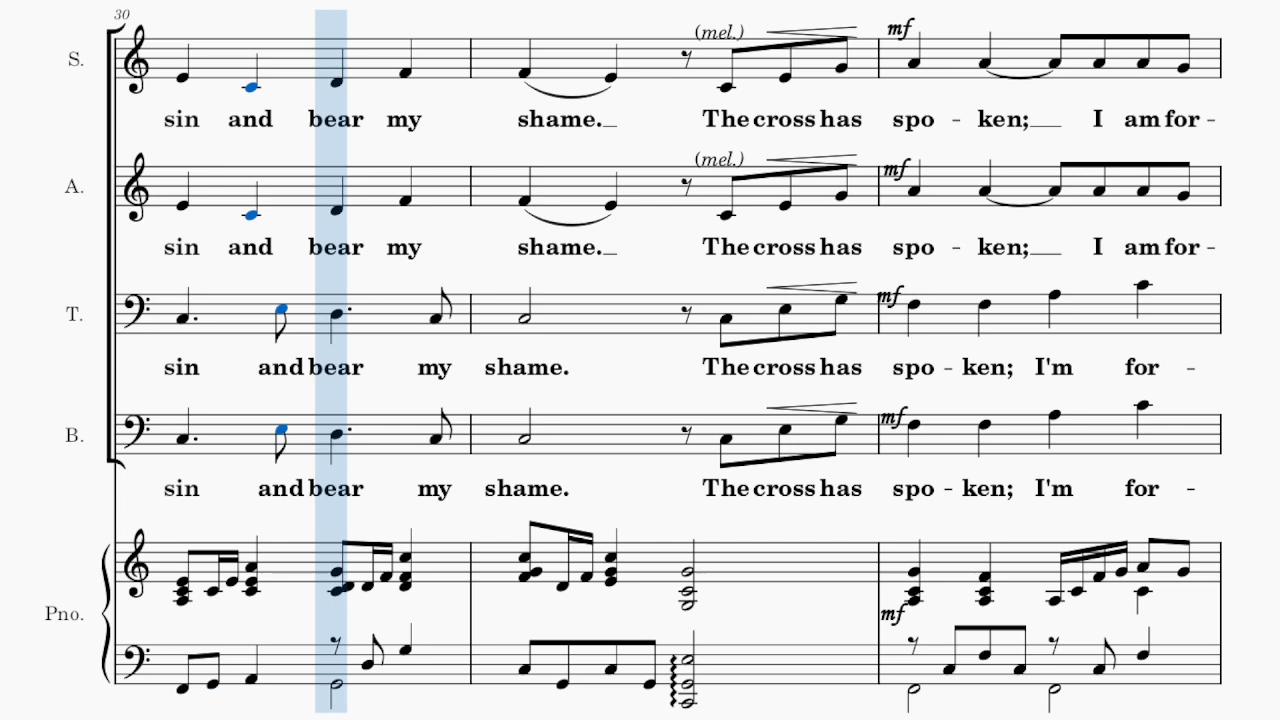 30
(mel.) mf
S.
sin and bear my shame._ The cross has spo - ken;__ I am for -
(mel.) mf
A.
sin and bear my shame._ The cross has spo - ken;__ I am for -
mf
T.
sin and bear my shame. The cross has spo - ken; I'm for -
mf
B.
sin and bear my shame. The cross has spo - ken; I'm for -
Pno. mf